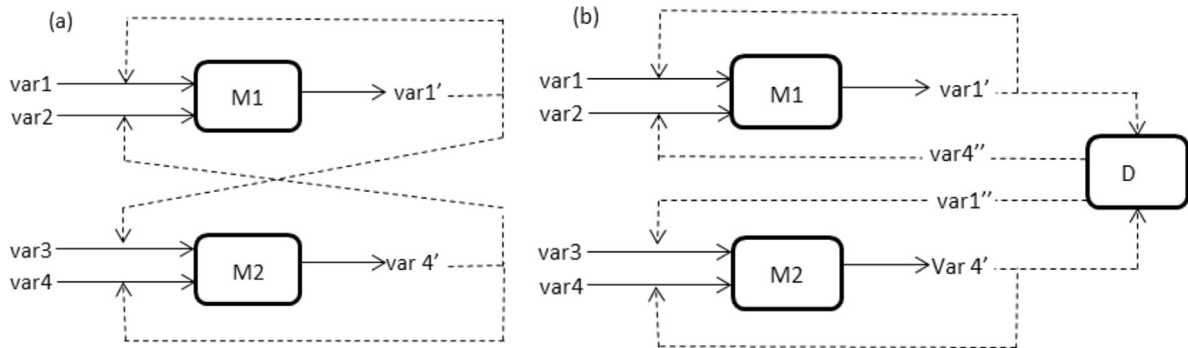 (a)
var1
var2
M1
var1’
var3
var4
M2
var 4’
(b)
var1
var2
M1
var1’
var4’’
D
var1’’
var3
var4
M2
Var 4’